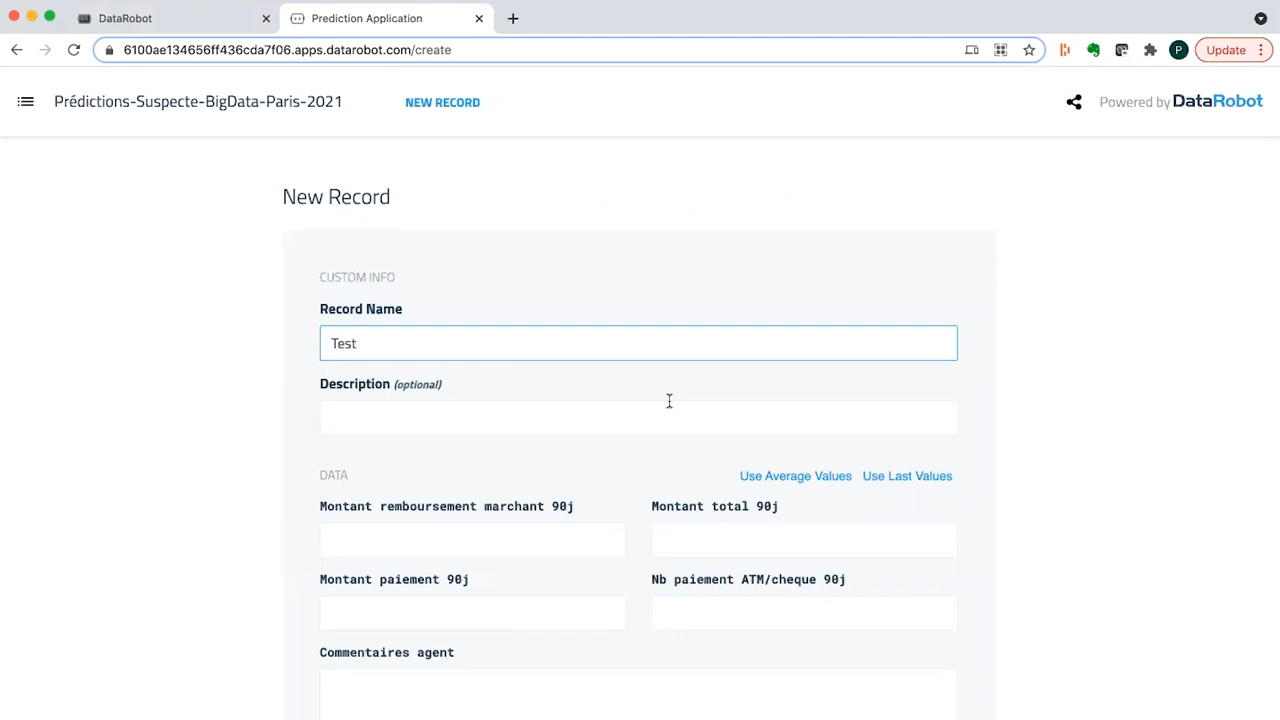 DataRobot
Prediction Application
6100ae134656ff436cda7f06.apps.datarobot.com/create
P
Update
Prédictions-Suspecte-BigData-Paris-2021
NEW RECORD
Powered by DataRobot
New Record
CUSTOM INFO
Record Name
Test
Description (optional)
DATA
Use Average Values
Use Last Values
Montant remboursement marchant 90j
Montant total 90j
Montant paiement 90j
Nb paiement ATM/cheque 90j
Commentaires agent